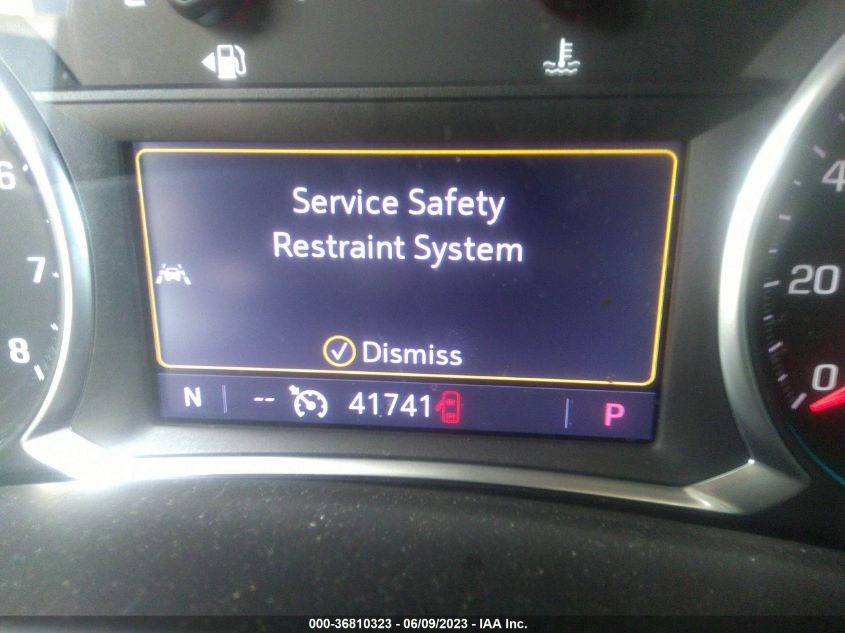 6
7
8
4
20
0
Service Safety
Restraint System
Dismiss
N -- 41741 P
000-36810323 - 06/09/2023 - IAA Inc.